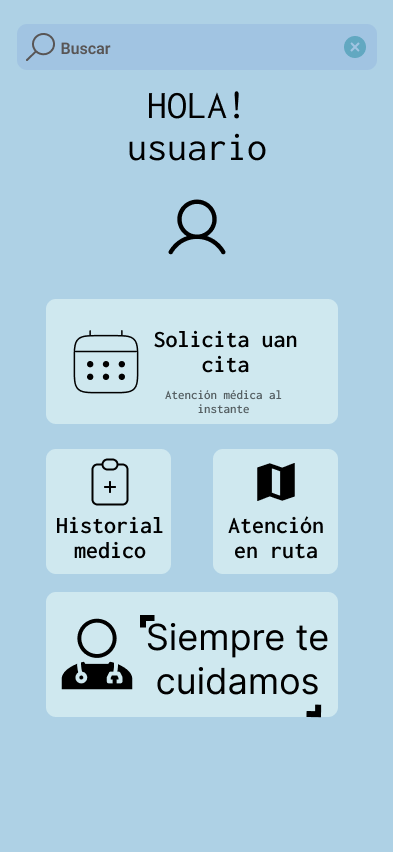 Buscar
HOLA!
usuario
Solicita uan
cita
Atención médica al
instante
Historial
medico
Atención
en ruta
Siempre te
cuidamos